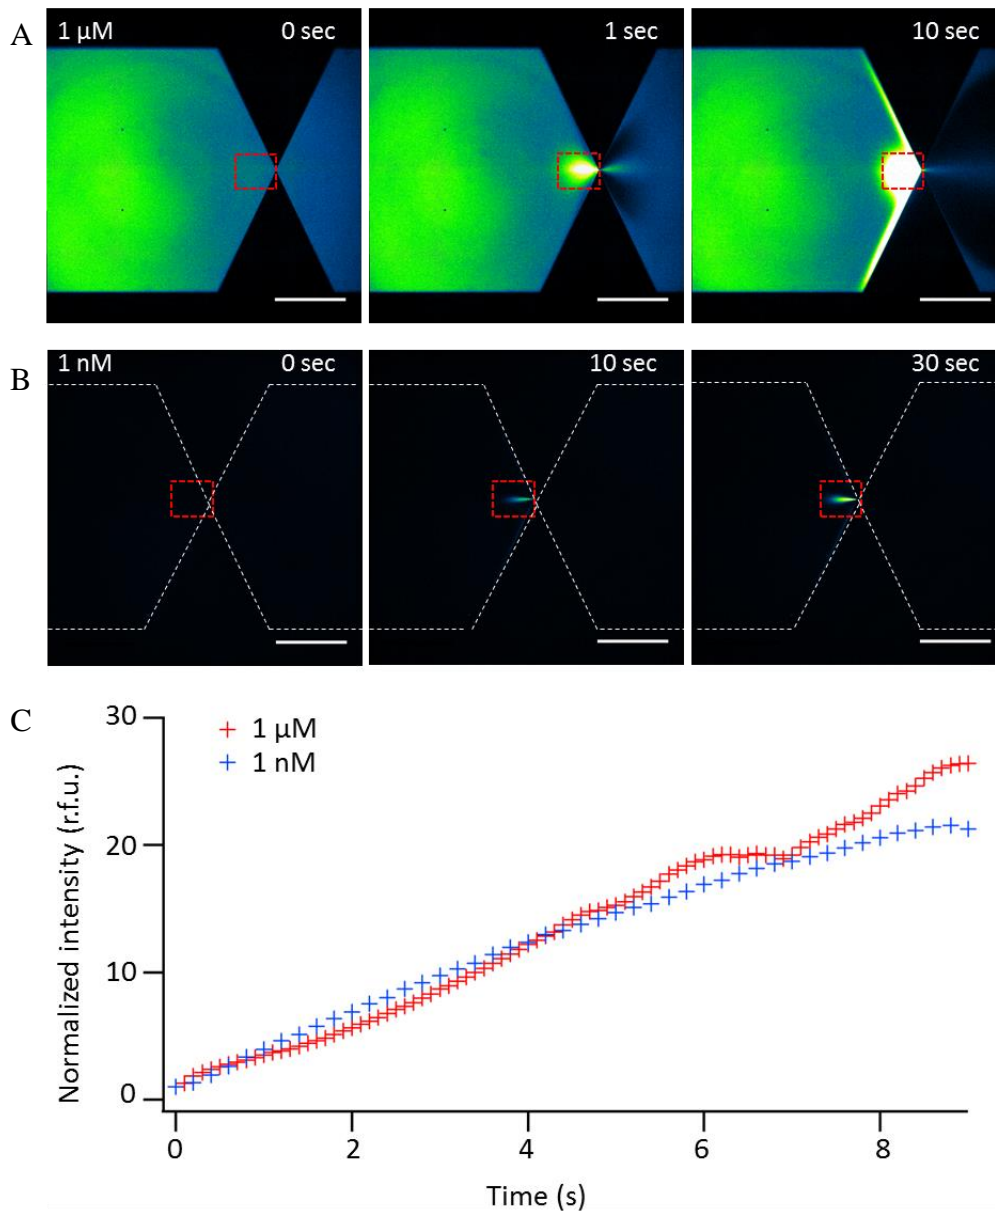 A
1 μM 0 sec 1 sec 10 sec
B
1 nM 0 sec 10 sec 30 sec
C
30
20
10
0
Normalized intensity (r.f.u.)
1 μM
1 nM
0 2 4 6 8
Time (s)